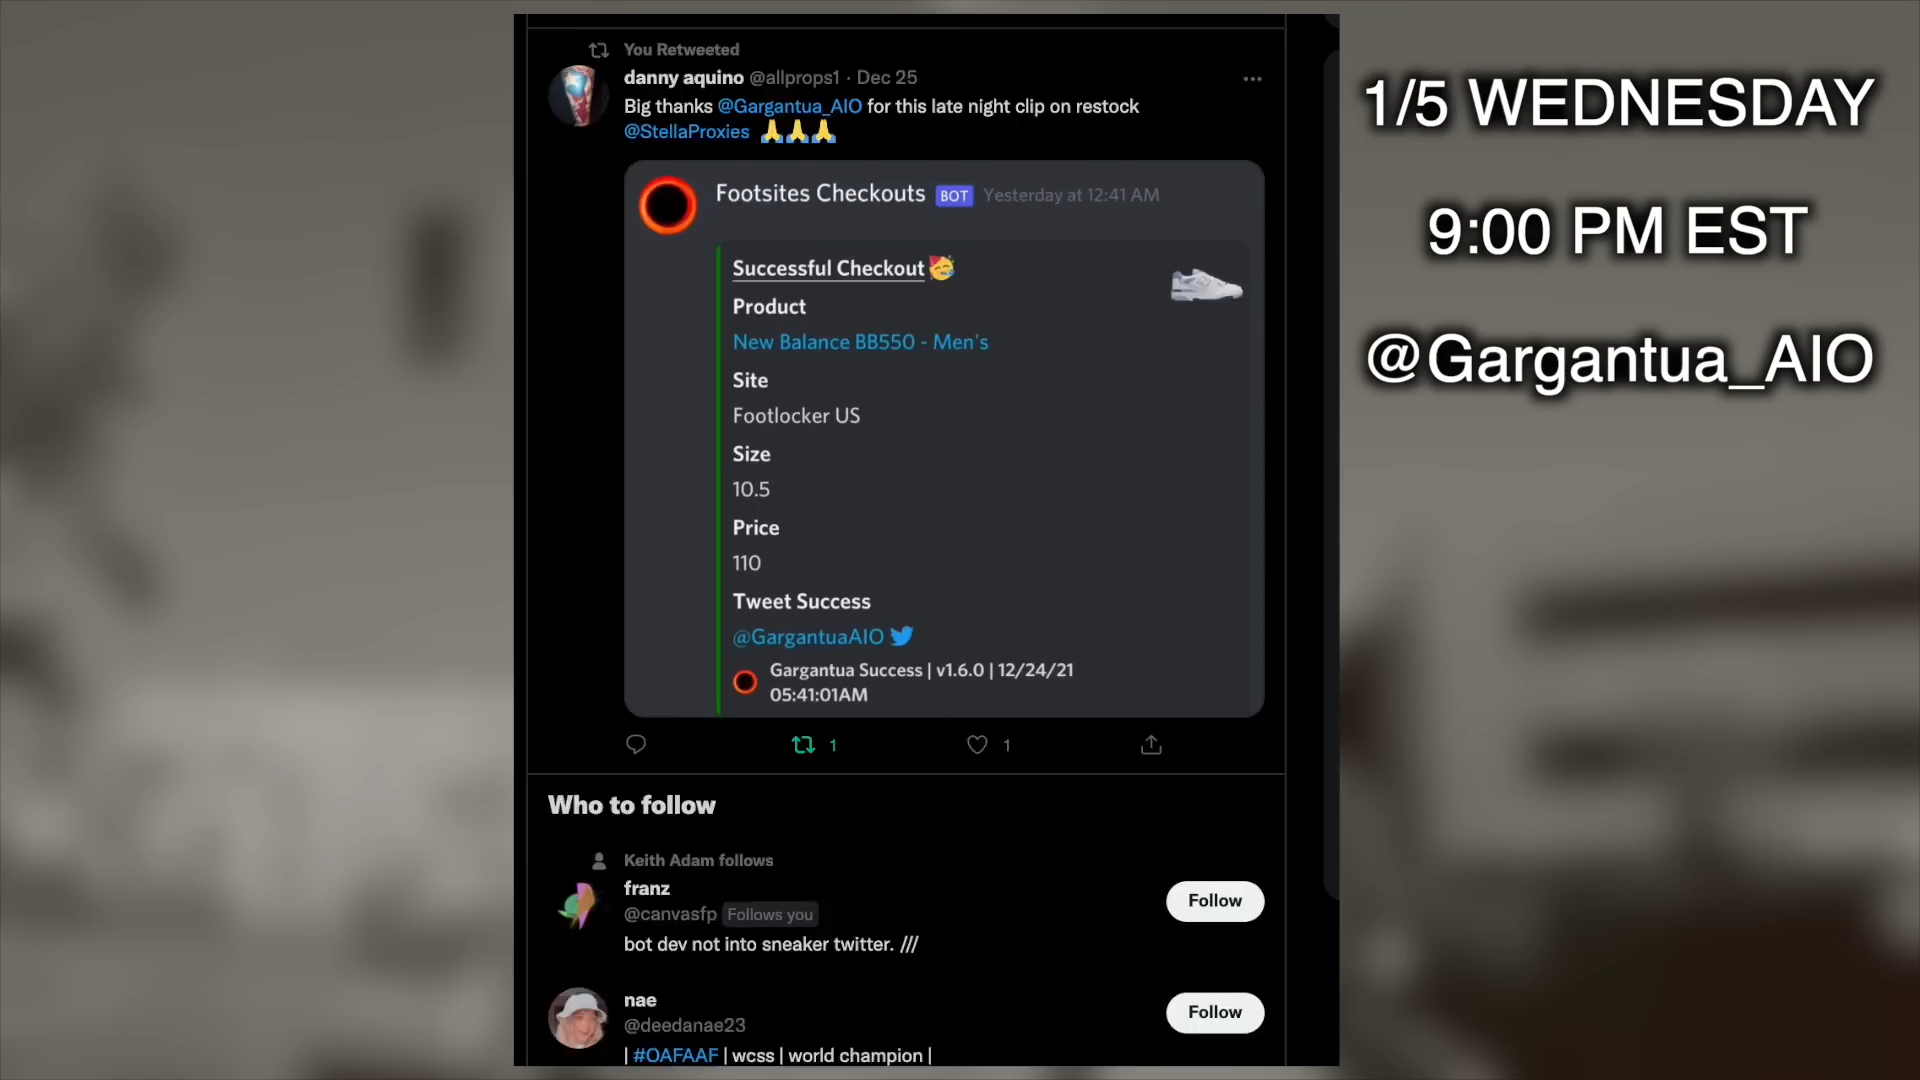 You Retweeted
danny aquino @allprops1 · Dec 25
Big thanks @Gargantua_AIO for this late night clip on restock
@StellaProxies 🙏🙏🙏
Footsites Checkouts BOT Yesterday at 12:41 AM
Successful Checkout 🥳
Product
New Balance BB550 - Men's
Site
Footlocker US
Size
10.5
Price
110
Tweet Success
@GargantuaAIO
Gargantua Success | v1.6.0 | 12/24/21
05:41:01AM
1
1
Who to follow
Keith Adam follows
franz
@canvasfp Follows you
bot dev not into sneaker twitter. ///
Follow
nae
@deedanae23
| #OAFAAF | wcss | world champion |
Follow
1/5 WEDNESDAY
9:00 PM EST
@Gargantua_AIO